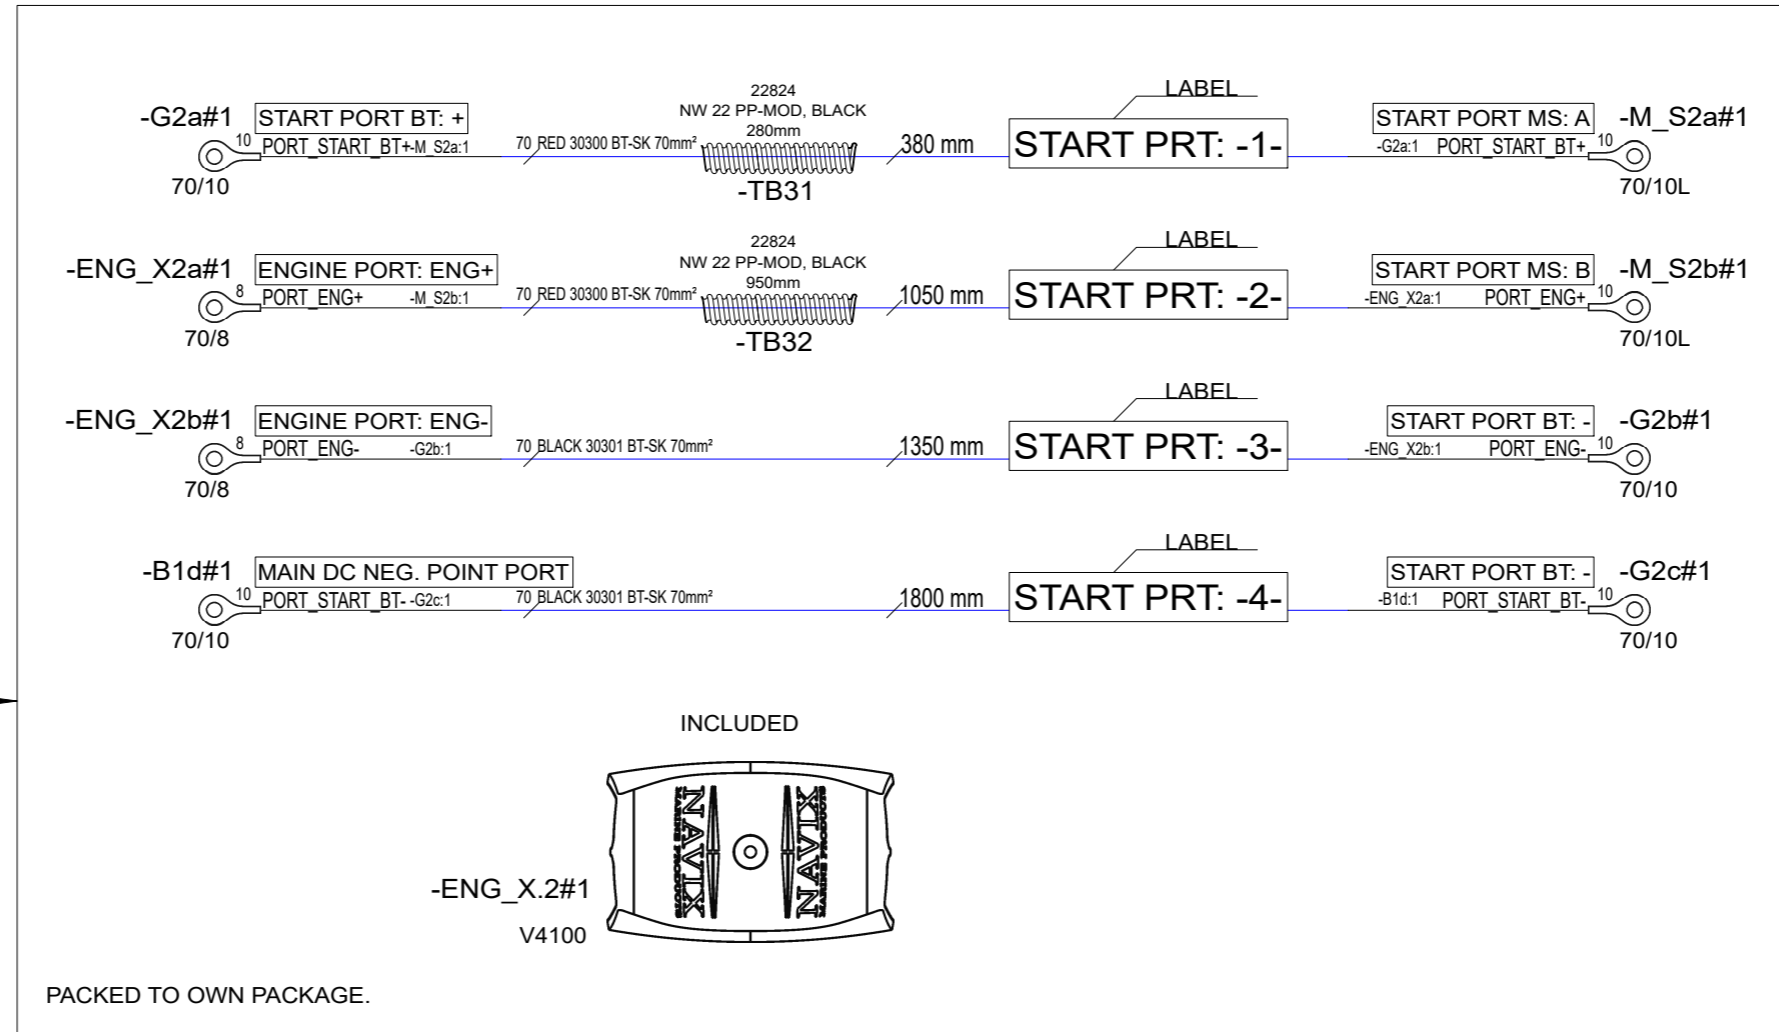 22824
LABEL
NW 22 PP-MOD, BLACK
-G2a#1 START PORT BT: + 280mm START PORT MS: A -M_S2a#1
10 PORT_START_BT+ -M_S2a:1 70 RED 30300 BT-SK 70mm² 380 mm START PRT: -1- -G2a:1 PORT_START_BT+ 10
70/10 -TB31 70/10L
22824
LABEL
NW 22 PP-MOD, BLACK
-ENG_X2a#1 ENGINE PORT: ENG+ 950mm START PORT MS: B -M_S2b#1
8 PORT_ENG+ -M_S2b:1 70 RED 30300 BT-SK 70mm² 1050 mm START PRT: -2- -ENG_X2a:1 PORT_ENG+ 10
70/8 -TB32 70/10L
LABEL
-ENG_X2b#1 ENGINE PORT: ENG- START PORT BT: - -G2b#1
8 PORT_ENG- -G2b:1 70 BLACK 30301 BT-SK 70mm² 1350 mm START PRT: -3- -ENG_X2b:1 PORT_ENG- 10
70/8 70/10
LABEL
-B1d#1 MAIN DC NEG. POINT PORT START PORT BT: - -G2c#1
10 PORT_START_BT- -G2c:1 70 BLACK 30301 BT-SK 70mm² 1800 mm START PRT: -4- -B1d:1 PORT_START_BT- 10
70/10 70/10
INCLUDED
NAVIX
MARINE PRODUCTS
NAVIX
MARINE PRODUCTS
-ENG_X.2#1
V4100
PACKED TO OWN PACKAGE.